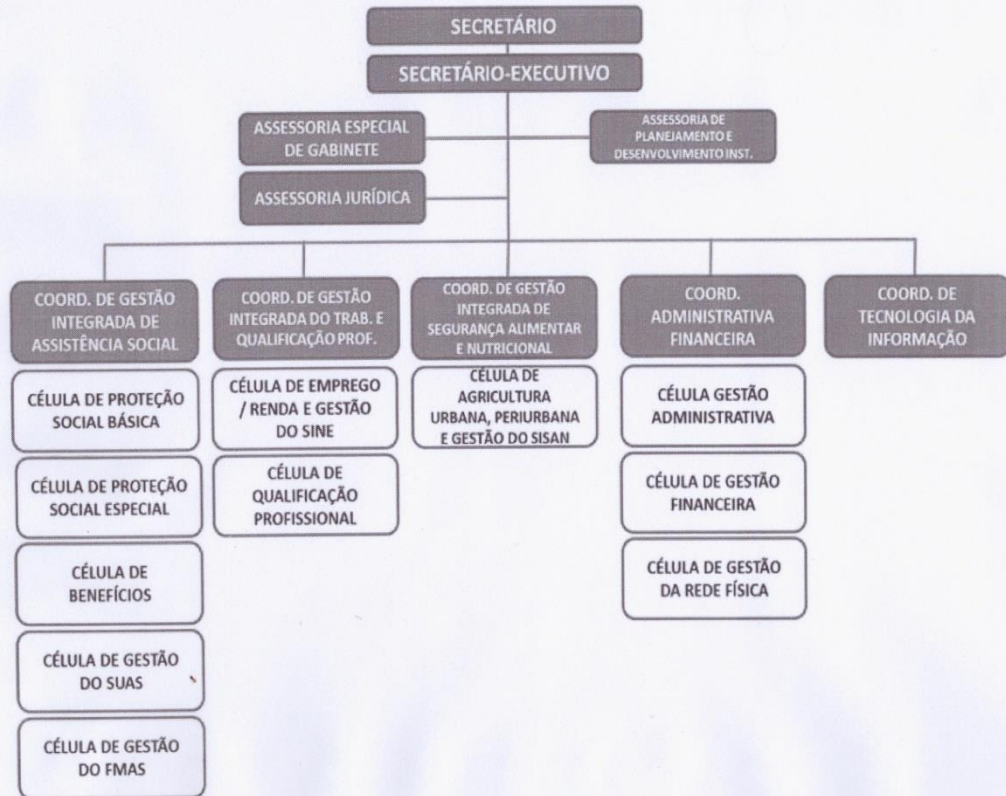 SECRETÁRIO
SECRETÁRIO-EXECUTIVO
ASSESSORIA ESPECIAL
DE GABINETE
ASSESSORIA DE
PLANEJAMENTO E
DESENVOLVIMENTO INST.
ASSESSORIA JURÍDICA
COORD. DE GESTÃO
INTEGRADA DE
ASSISTÊNCIA SOCIAL
CÉLULA DE PROTEÇÃO
SOCIAL BÁSICA
CÉLULA DE PROTEÇÃO
SOCIAL ESPECIAL
CÉLULA DE
BENEFÍCIOS
CÉLULA DE GESTÃO
DO SUAS
CÉLULA DE GESTÃO
DO FMAS
COORD. DE GESTÃO
INTEGRADA DO TRAB. E
QUALIFICAÇÃO PROF.
CÉLULA DE EMPREGO
/ RENDA E GESTÃO
DO SINE
CÉLULA DE
QUALIFICAÇÃO
PROFISSIONAL
COORD. DE GESTÃO
INTEGRADA DE
SEGURANÇA ALIMENTAR
E NUTRICIONAL
CÉLULA DE
AGRICULTURA
URBANA, PERIURBANA
E GESTÃO DO SISAN
COORD.
ADMINISTRATIVA
FINANCEIRA
CÉLULA GESTÃO
ADMINISTRATIVA
CÉLULA DE GESTÃO
FINANCEIRA
CÉLULA DE GESTÃO
DA REDE FÍSICA
COORD. DE
TECNOLOGIA DA
INFORMAÇÃO